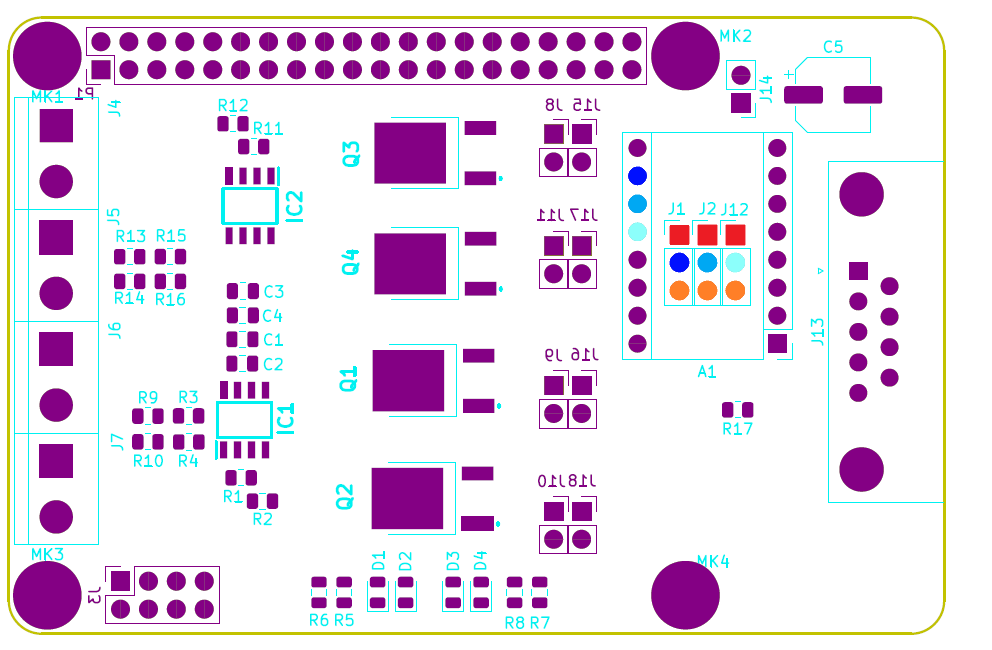 MK2
C5
+
MK1
P1
J4
J14
R12
R11
J8 J15
Q3
IC2
J5
J11 J17
J1 J2 J12
R13 R15
Q4
R14 R16
C3
C4
J6
J13
C1
C2
J9 J16
Q1
A1
R9 R3
IC1
R17
J7
R10 R4
R1
Q2
J10 J18
R2
MK3
D1 D2 D3 D4
MK4
J3
R6 R5 R8 R7